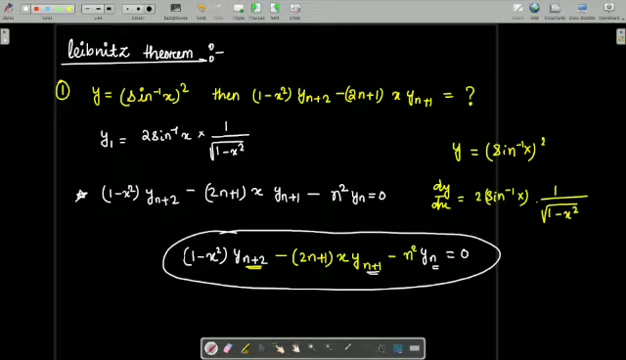 Leibnitz theorem :-
① y = (sin⁻¹x)² then (1-x²) yₙ₊₂ - (2n+1) x yₙ₊₁ = ?
y₁ = 2sin⁻¹x × 1/√(1-x²)
y = (sin⁻¹x)²
dy/dx = 2(sin⁻¹x) · 1/√(1-x²)
* (1-x²) yₙ₊₂ - (2n+1) x yₙ₊₁ - n² yₙ = 0
(1-x²) yₙ₊₂ - (2n+1) x yₙ₊₁ - n² yₙ = 0